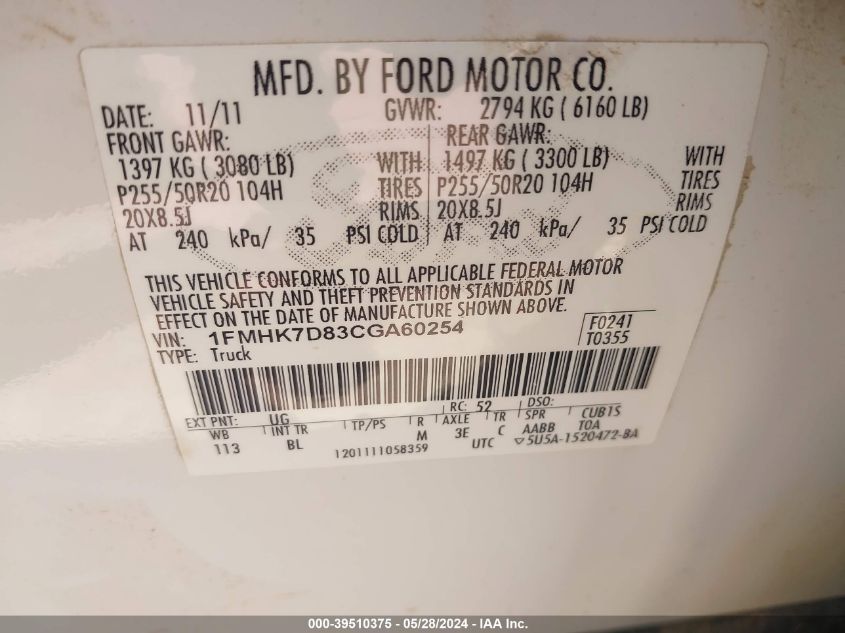 MFD. BY FORD MOTOR CO.
DATE: 11/11 GVWR: 2794 KG ( 6160 LB)
FRONT GAWR: REAR GAWR:
1397 KG ( 3080 LB) WITH 1497 KG ( 3300 LB) WITH
P255/50R20 104H TIRES P255/50R20 104H TIRES
20X8.5J RIMS 20X8.5J RIMS
AT 240 kPa/ 35 PSI COLD AT 240 kPa/ 35 PSI COLD
THIS VEHICLE CONFORMS TO ALL APPLICABLE FEDERAL MOTOR
VEHICLE SAFETY AND THEFT PREVENTION STANDARDS IN
EFFECT ON THE DATE OF MANUFACTURE SHOWN ABOVE.
VIN: 1FMHK7D83CGA60254 F0241
TYPE: Truck T0355
EXT PNT: UG RC: 52 DSO:
WB INT TR TP/PS R AXLE TR SPR CUB1S
113 BL M 3E C AABB TOA
1201111058359 UTC ▽5U5A-1520472-BA
000-39510375 - 05/28/2024 - IAA Inc.